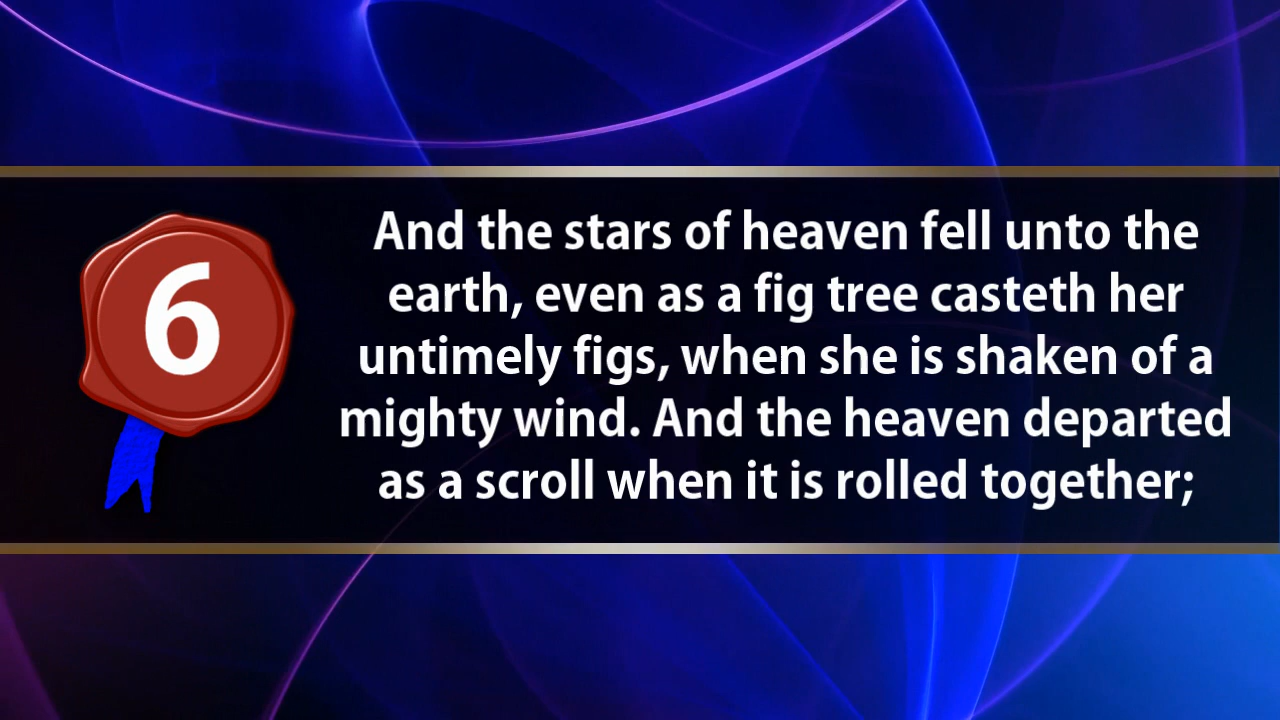 6
And the stars of heaven fell unto the
earth, even as a fig tree casteth her
untimely figs, when she is shaken of a
mighty wind. And the heaven departed
as a scroll when it is rolled together;